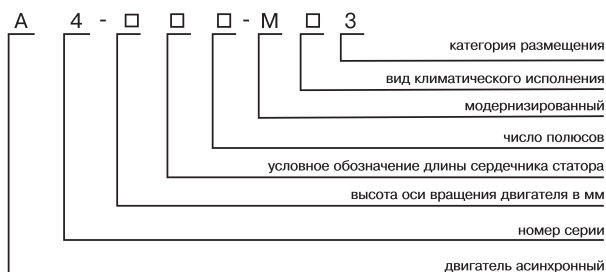 А 4 - □ □ □ - М □ 3
категория размещения
вид климатического исполнения
модернизированный
число полюсов
условное обозначение длины сердечника статора
высота оси вращения двигателя в мм
номер серии
двигатель асинхронный